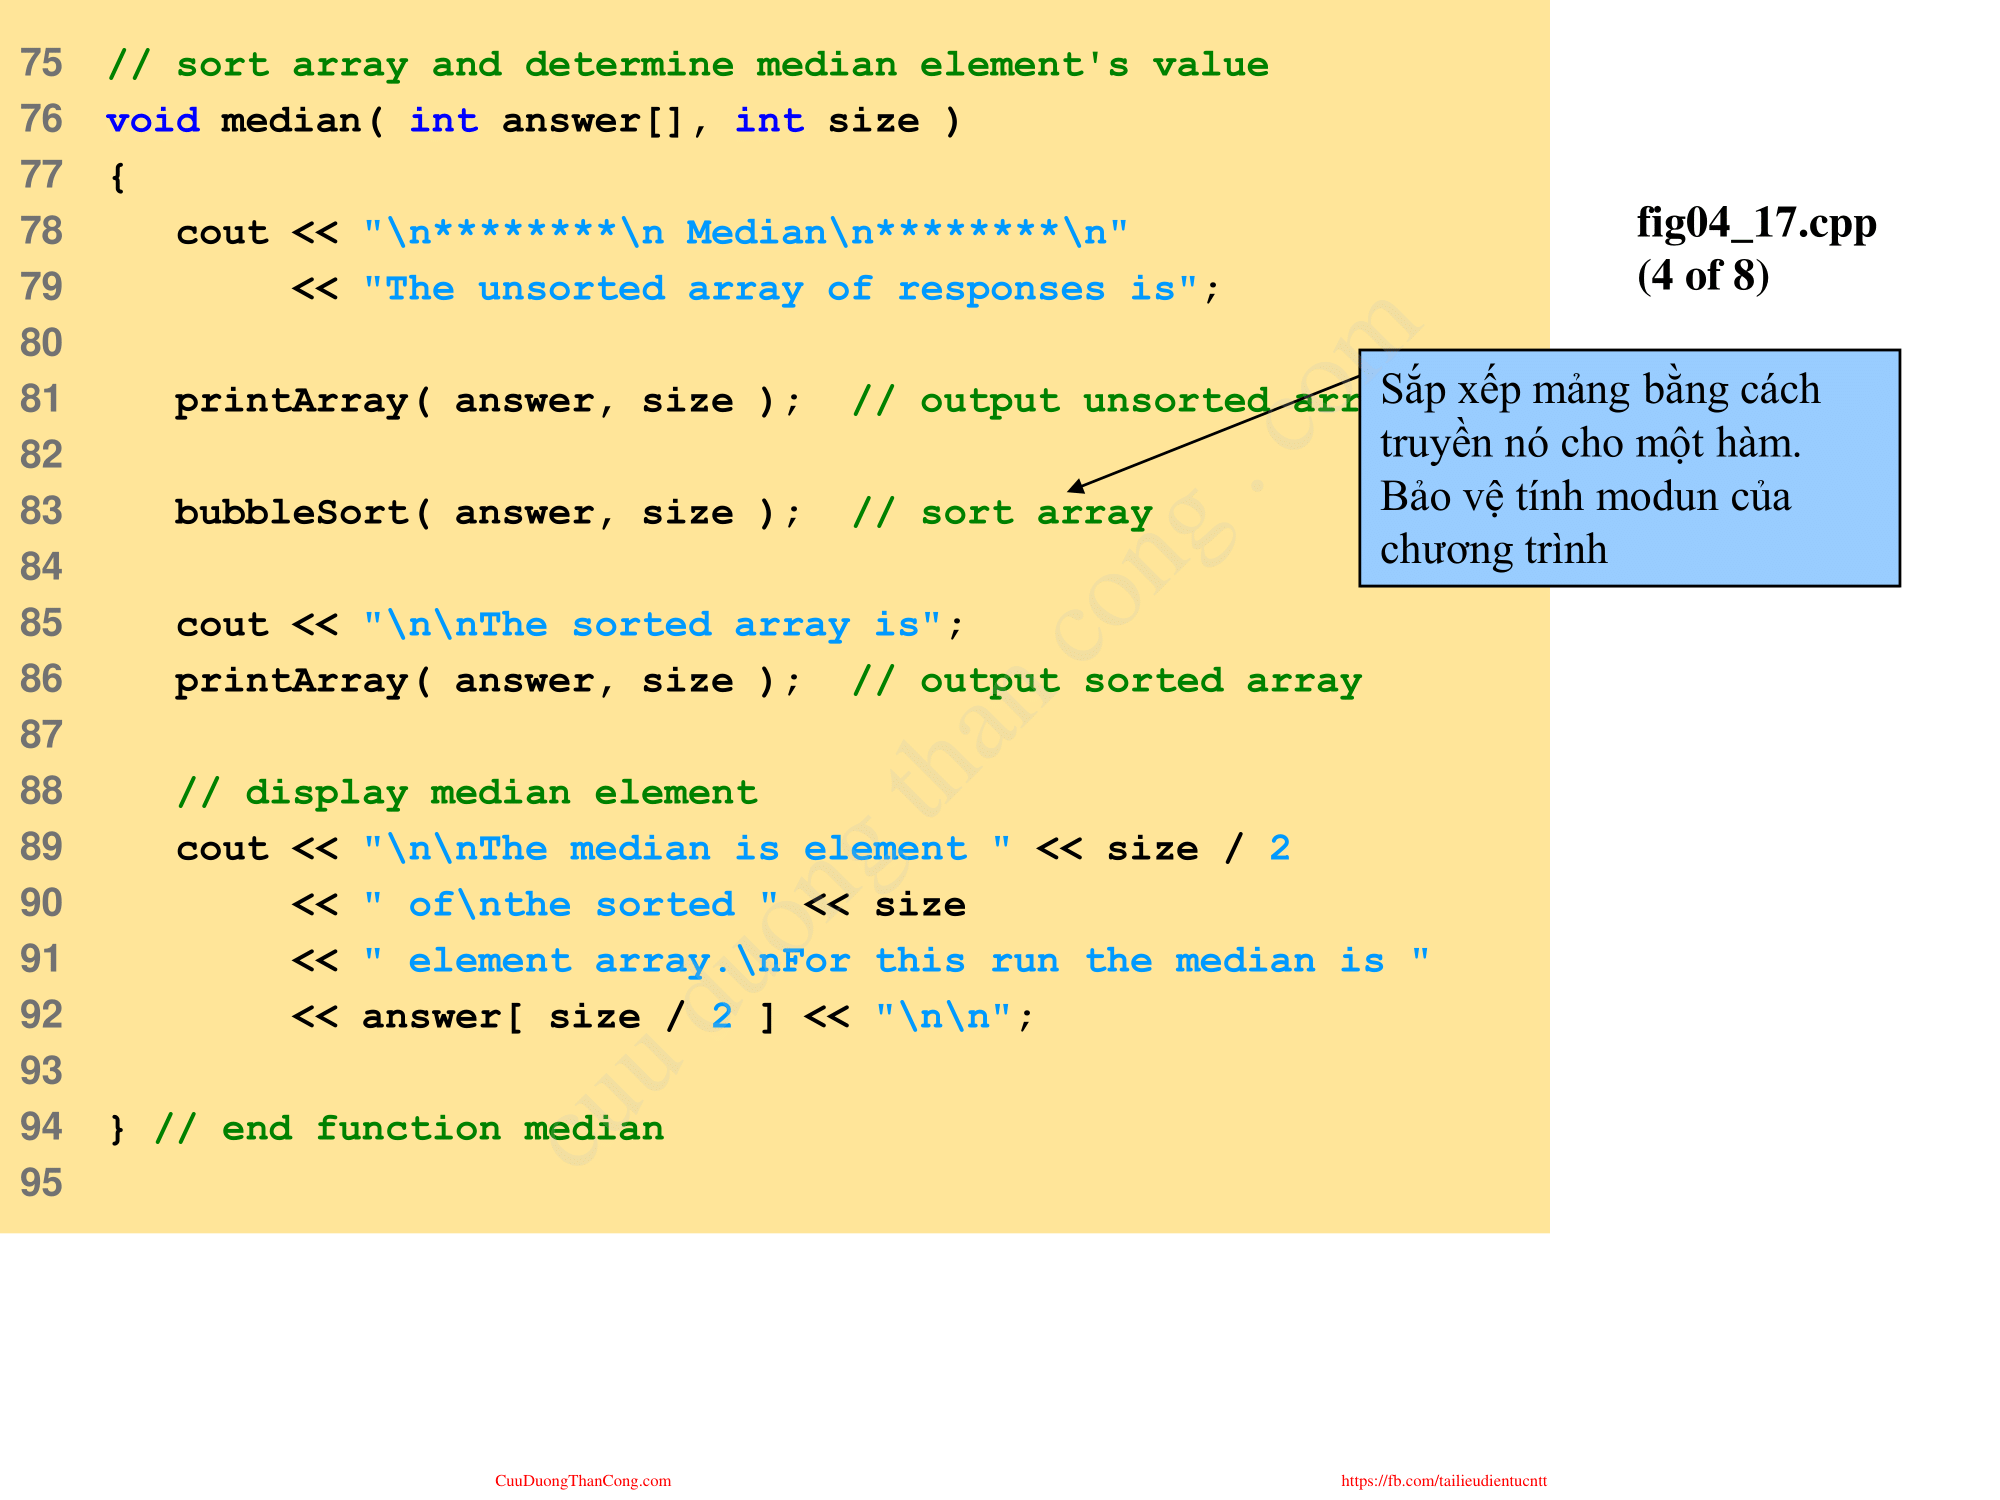 75 // sort array and determine median element's value
76 void median( int answer[], int size )
77 {
78 cout << "\n********\n Median\n********\n"
79 << "The unsorted array of responses is";
80
81 printArray( answer, size ); // output unsorted arr
82
83 bubbleSort( answer, size ); // sort array
84
85 cout << "\n\nThe sorted array is";
86 printArray( answer, size ); // output sorted array
87
88 // display median element
89 cout << "\n\nThe median is element " << size / 2
90 << " of\nthe sorted " << size
91 << " element array.\nFor this run the median is "
92 << answer[ size / 2 ] << "\n\n";
93
94 } // end function median
95
fig04_17.cpp
(4 of 8)
Sắp xếp mảng bằng cách
truyền nó cho một hàm.
Bảo vệ tính modun của
chương trình
cuu duong than cong . com
CuuDuongThanCong.com
https://fb.com/tailieudientucntt